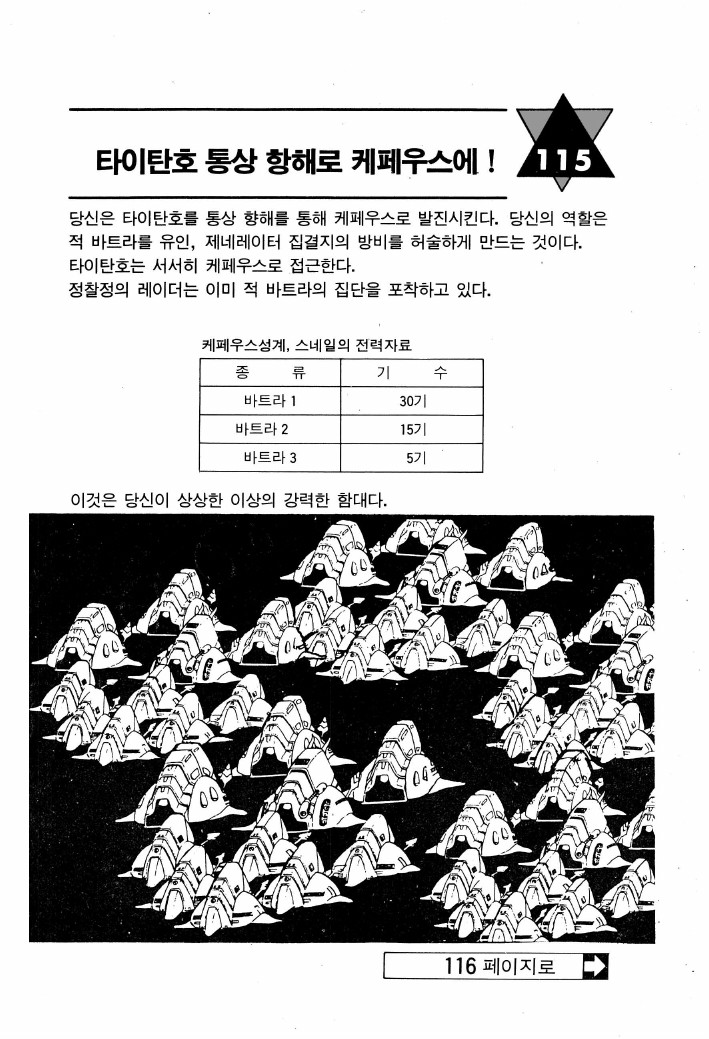 타이탄호 통상 항해로 케페우스에 !
115
당신은 타이탄호를 통상 향해를 통해 케페우스로 발진시킨다. 당신의 역할은
적 바트라를 유인, 제네레이터 집결지의 방비를 허술하게 만드는 것이다.
타이탄호는 서서히 케페우스로 접근한다.
정찰정의 레이더는 이미 적 바트라의 집단을 포착하고 있다.
케페우스성계, 스네일의 전력자료
종 류 기 수
바트라 1 30기
바트라 2 15기
바트라 3 5기
이것은 당신이 상상한 이상의 강력한 함대다.
116 페이지로